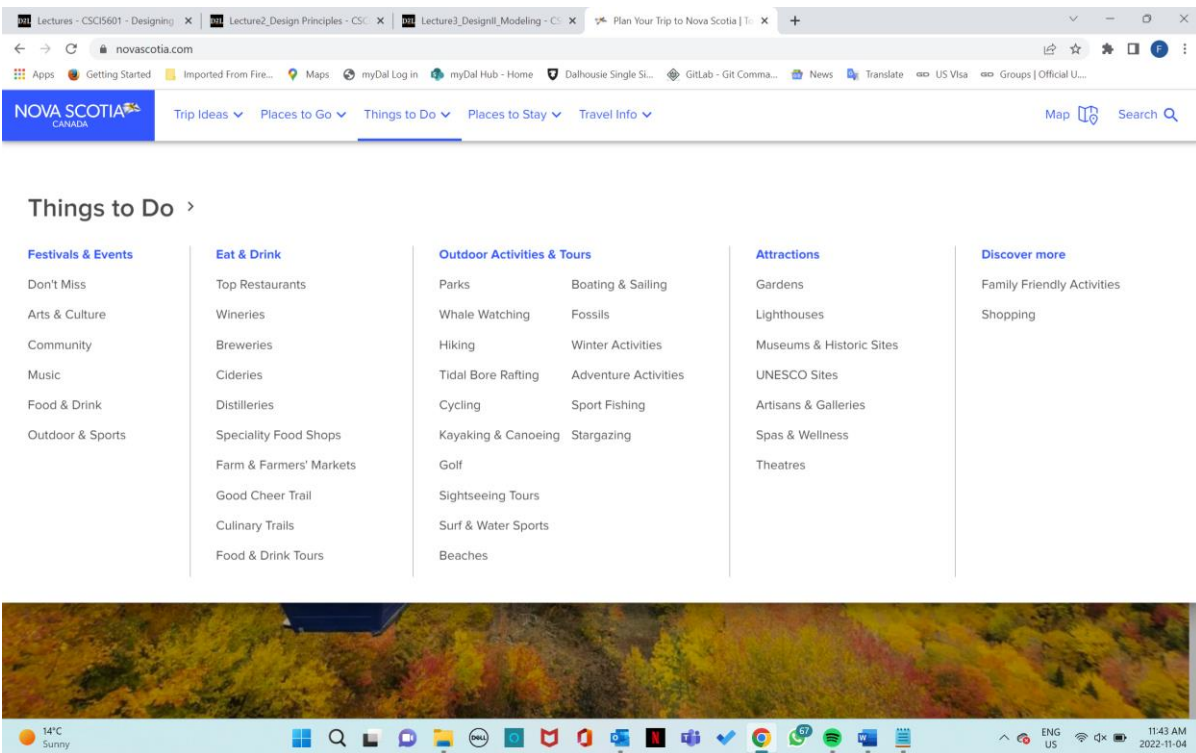 Lectures - CSCI5601 - Designing
Lecture2_Design Principles - CSC
Lecture3_DesignII_Modeling - CS
Plan Your Trip to Nova Scotia | To
novascotia.com
Apps
Getting Started
Imported From Fire...
Maps
myDal Log in
myDal Hub - Home
Dalhousie Single Si...
GitLab - Git Comma...
News
Translate
US VIsa
Groups | Official U....
NOVA SCOTIA
CANADA
Trip Ideas
Places to Go
Things to Do
Places to Stay
Travel Info
Map
Search
Things to Do
Festivals & Events
Don't Miss
Arts & Culture
Community
Music
Food & Drink
Outdoor & Sports
Eat & Drink
Top Restaurants
Wineries
Breweries
Cideries
Distilleries
Speciality Food Shops
Farm & Farmers' Markets
Good Cheer Trail
Culinary Trails
Food & Drink Tours
Outdoor Activities & Tours
Parks
Whale Watching
Hiking
Tidal Bore Rafting
Cycling
Kayaking & Canoeing
Golf
Sightseeing Tours
Surf & Water Sports
Beaches
Boating & Sailing
Fossils
Winter Activities
Adventure Activities
Sport Fishing
Stargazing
Attractions
Gardens
Lighthouses
Museums & Historic Sites
UNESCO Sites
Artisans & Galleries
Spas & Wellness
Theatres
Discover more
Family Friendly Activities
Shopping
14°C
Sunny
DELL
67
ENG
US
11:43 AM
2022-11-04